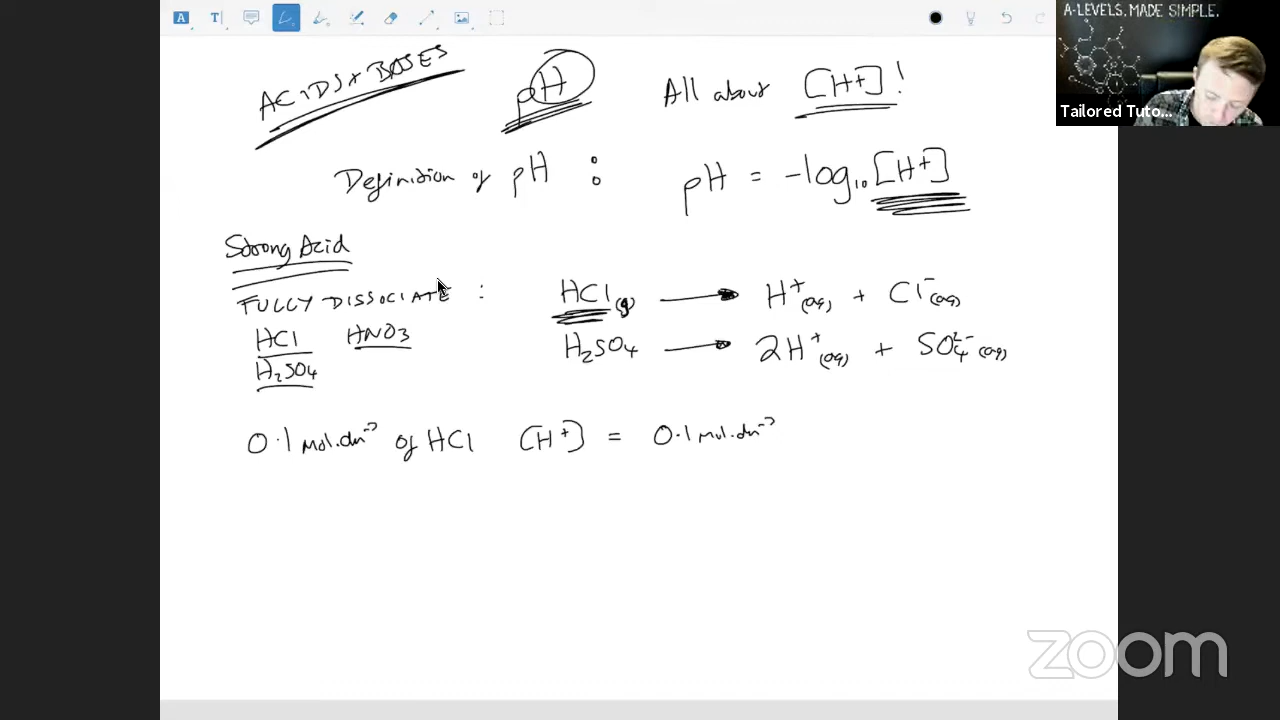 A-LEVELS. MADE SIMPLE.
Tailored Tuto...
ACIDS + BASES
pH
All about [H+]!
Definition of pH : pH = -log₁₀[H+]
Strong Acid
FULLY DISSOCIATE : HCl(g) → H⁺(aq) + Cl⁻(aq)
HCl HNO3 H₂SO₄ → 2H⁺(aq) + SO₄²⁻(aq)
H₂SO₄
0.1 mol.dm⁻³ of HCl [H⁺] = 0.1 mol.dm⁻³
zoom